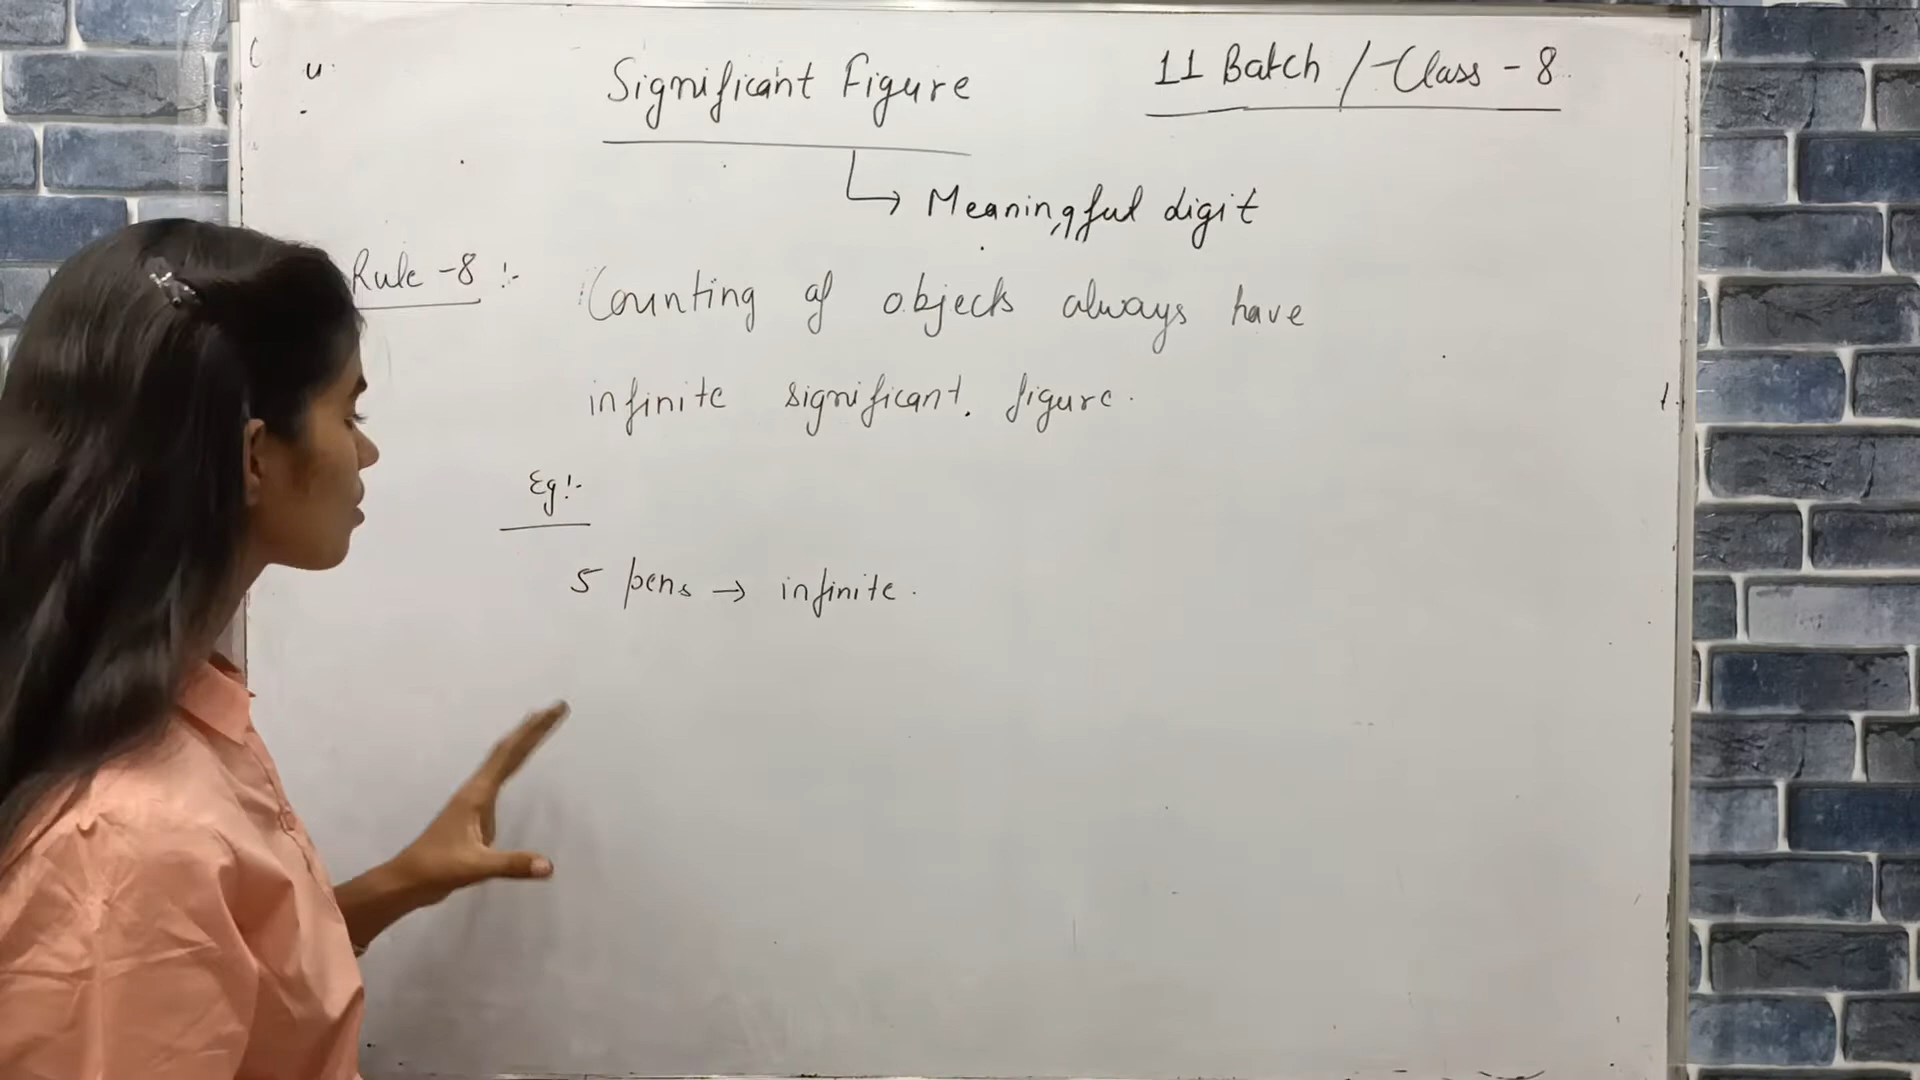 Significant Figure
11 Batch / Class - 8
↳ Meaningful digit
Rule -8 :-
Counting of objects always have
infinite significant. figure.
Eg:-
5 pens → infinite.